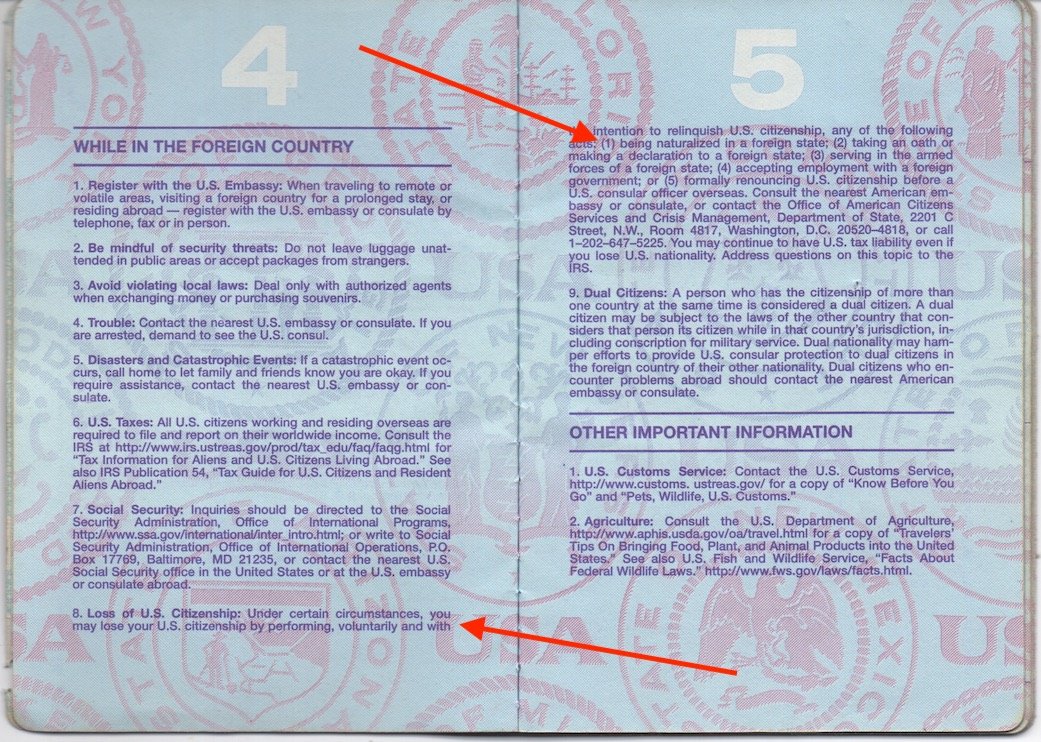 4
WHILE IN THE FOREIGN COUNTRY
1. Register with the U.S. Embassy: When traveling to remote or
volatile areas, visiting a foreign country for a prolonged stay, or
residing abroad — register with the U.S. embassy or consulate by
telephone, fax or in person.
2. Be mindful of security threats: Do not leave luggage unat-
tended in public areas or accept packages from strangers.
3. Avoid violating local laws: Deal only with authorized agents
when exchanging money or purchasing souvenirs.
4. Trouble: Contact the nearest U.S. embassy or consulate. If you
are arrested, demand to see the U.S. consul.
5. Disasters and Catastrophic Events: If a catastrophic event oc-
curs, call home to let family and friends know you are okay. If you
require assistance, contact the nearest U.S. embassy or con-
sulate.
6. U.S. Taxes: All U.S. citizens working and residing overseas are
required to file and report on their worldwide income. Consult the
IRS at http://www.irs.ustreas.gov/prod/tax_edu/faq/faqg.html for
“Tax Information for Aliens and U.S. Citizens Living Abroad.” See
also IRS Publication 54, “Tax Guide for U.S. Citizens and Resident
Aliens Abroad.”
7. Social Security: Inquiries should be directed to the Social
Security Administration, Office of International Programs,
http://www.ssa.gov/international/inter_intro.html; or write to Social
Security Administration, Office of International Operations, P.O.
Box 17769, Baltimore, MD 21235, or contact the nearest U.S.
Social Security office in the United States or at the U.S. embassy
or consulate abroad.
8. Loss of U.S. Citizenship: Under certain circumstances, you
may lose your U.S. citizenship by performing, voluntarily and with
5
intention to relinquish U.S. citizenship, any of the following
acts: (1) being naturalized in a foreign state; (2) taking an oath or
making a declaration to a foreign state; (3) serving in the armed
forces of a foreign state; (4) accepting employment with a foreign
government; or (5) formally renouncing U.S. citizenship before a
U.S. consular officer overseas. Consult the nearest American em-
bassy or consulate, or contact the Office of American Citizens
Services and Crisis Management, Department of State, 2201 C
Street, N.W., Room 4817, Washington, D.C. 20520–4818, or call
1–202–647–5225. You may continue to have U.S. tax liability even if
you lose U.S. nationality. Address questions on this topic to the
IRS.
9. Dual Citizens: A person who has the citizenship of more than
one country at the same time is considered a dual citizen. A dual
citizen may be subject to the laws of the other country that con-
siders that person its citizen while in that country's jurisdiction, in-
cluding conscription for military service. Dual nationality may ham-
per efforts to provide U.S. consular protection to dual citizens in
the foreign country of their other nationality. Dual citizens who en-
counter problems abroad should contact the nearest American
embassy or consulate.
OTHER IMPORTANT INFORMATION
1. U.S. Customs Service: Contact the U.S. Customs Service,
http://www.customs. ustreas.gov/ for a copy of “Know Before You
Go” and “Pets, Wildlife, U.S. Customs.”
2. Agriculture: Consult the U.S. Department of Agriculture,
http://www.aphis.usda.gov/oa/travel.html for a copy of “Travelers'
Tips On Bringing Food, Plant, and Animal Products into the United
States.” See also U.S. Fish and Wildlife Service, “Facts About
Federal Wildlife Laws.” http://www.fws.gov/laws/facts.html.
USA
USA